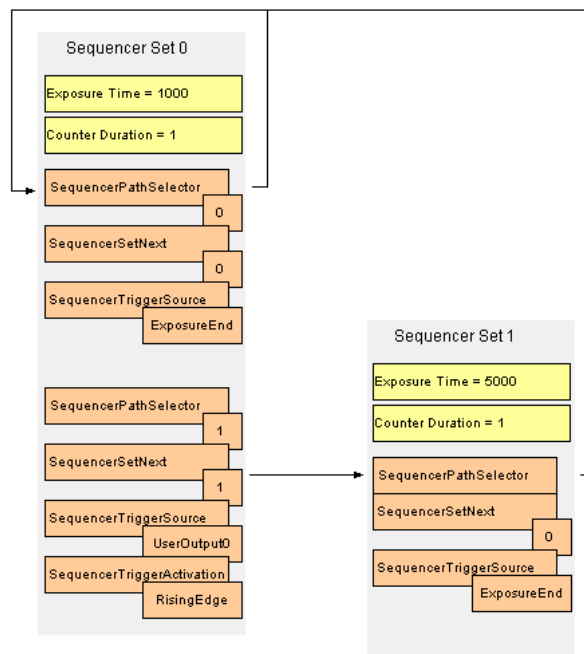 Sequencer Set 0
Exposure Time = 1000
Counter Duration = 1
SequencerPathSelector
0
SequencerSetNext
0
SequencerTriggerSource
ExposureEnd
SequencerPathSelector
1
SequencerSetNext
1
SequencerTriggerSource
UserOutput0
SequencerTriggerActivation
RisingEdge
Sequencer Set 1
Exposure Time = 5000
Counter Duration = 1
SequencerPathSelector
SequencerSetNext
0
SequencerTriggerSource
ExposureEnd